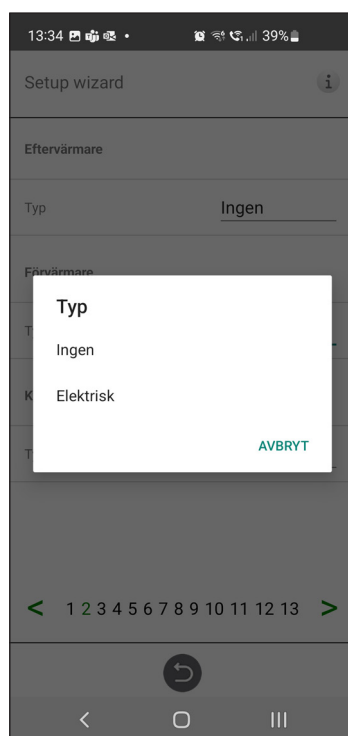 13:34 39%
Setup wizard i
Eftervärmare
Typ Ingen
Förvärmare
Typ
Ingen
Elektrisk
AVBRYT
K
T
< 1 2 3 4 5 6 7 8 9 10 11 12 13 >